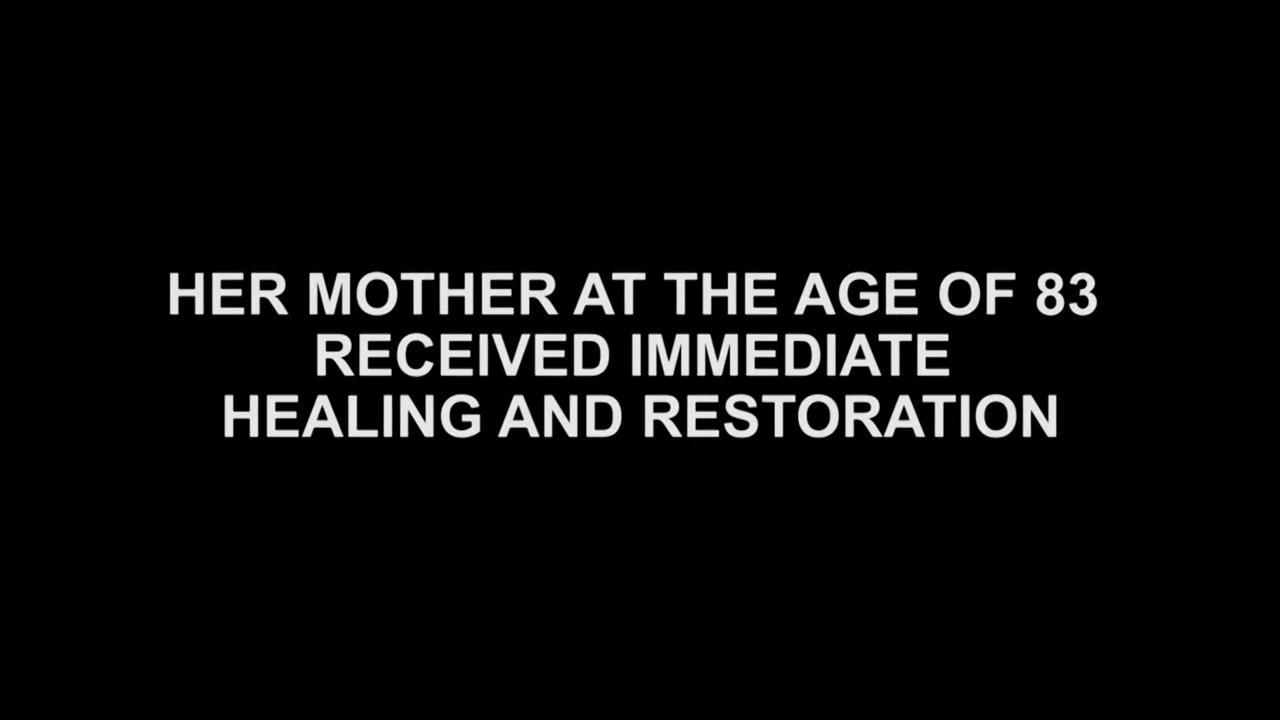 HER MOTHER AT THE AGE OF 83
RECEIVED IMMEDIATE
HEALING AND RESTORATION